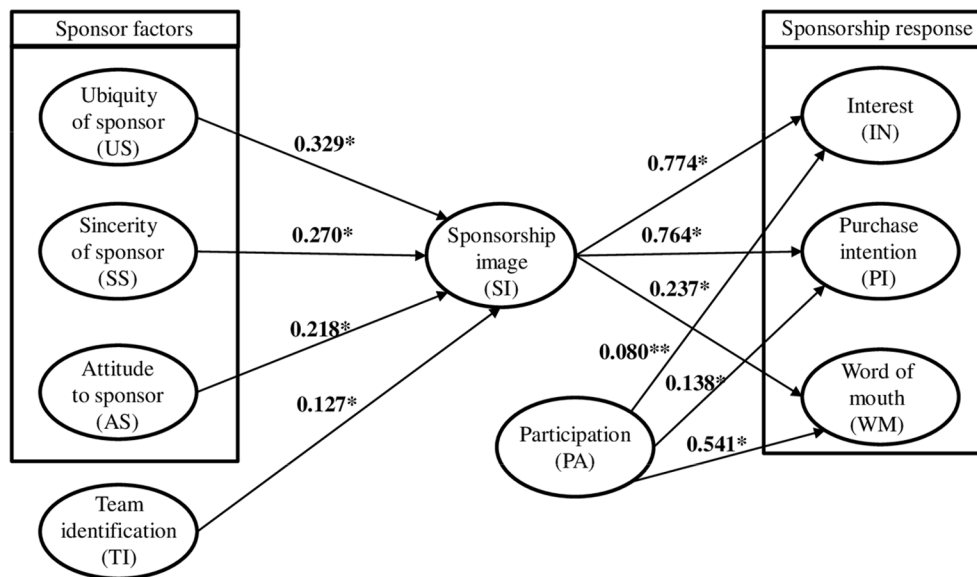 Sponsor factors
Ubiquity
of sponsor
(US)
Sincerity
of sponsor
(SS)
Attitude
to sponsor
(AS)
Team
identification
(TI)
0.329*
0.270*
0.218*
0.127*
Sponsorship
image
(SI)
Participation
(PA)
0.774*
0.764*
0.237*
0.080**
0.138*
0.541*
Sponsorship response
Interest
(IN)
Purchase
intention
(PI)
Word of
mouth
(WM)